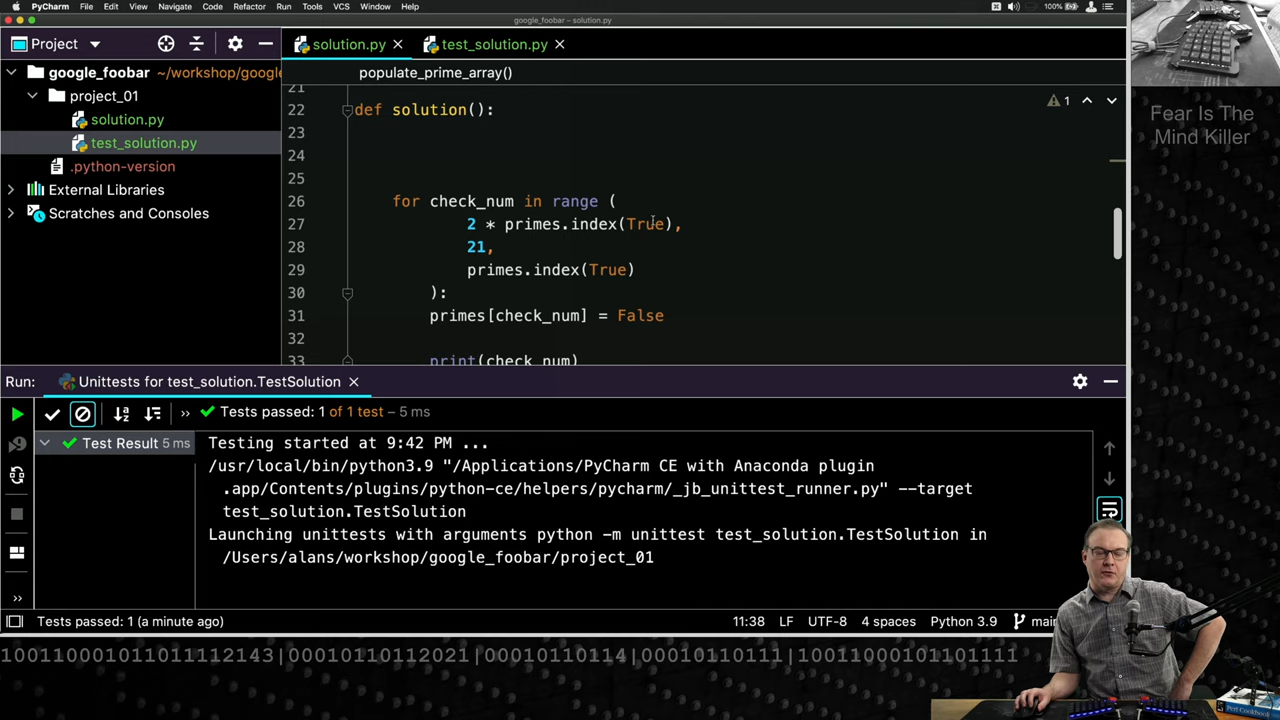 PyCharm File Edit View Navigate Code Refactor Run Tools VCS Window Help 100%
google_foobar – solution.py
Project solution.py test_solution.py
google_foobar ~/workshop/google populate_prime_array()
project_01
solution.py
test_solution.py
.python-version
External Libraries
Scratches and Consoles
21
22 def solution():
23
24
25
26 for check_num in range (
27 2 * primes.index(True),
28 21,
29 primes.index(True)
30 ):
31 primes[check_num] = False
32
33 print(check_num)
1
Fear Is The
Mind Killer
Run: Unittests for test_solution.TestSolution
Tests passed: 1 of 1 test – 5 ms
Test Result 5 ms
Testing started at 9:42 PM ...
/usr/local/bin/python3.9 "/Applications/PyCharm CE with Anaconda plugin
.app/Contents/plugins/python-ce/helpers/pycharm/_jb_unittest_runner.py" --target
test_solution.TestSolution
Launching unittests with arguments python -m unittest test_solution.TestSolution in
/Users/alans/workshop/google_foobar/project_01
Tests passed: 1 (a minute ago) 11:38 LF UTF-8 4 spaces Python 3.9 main
100110001011011112143|00010110112021|00010110114|00010110111|10011101111
Perl Cookbook